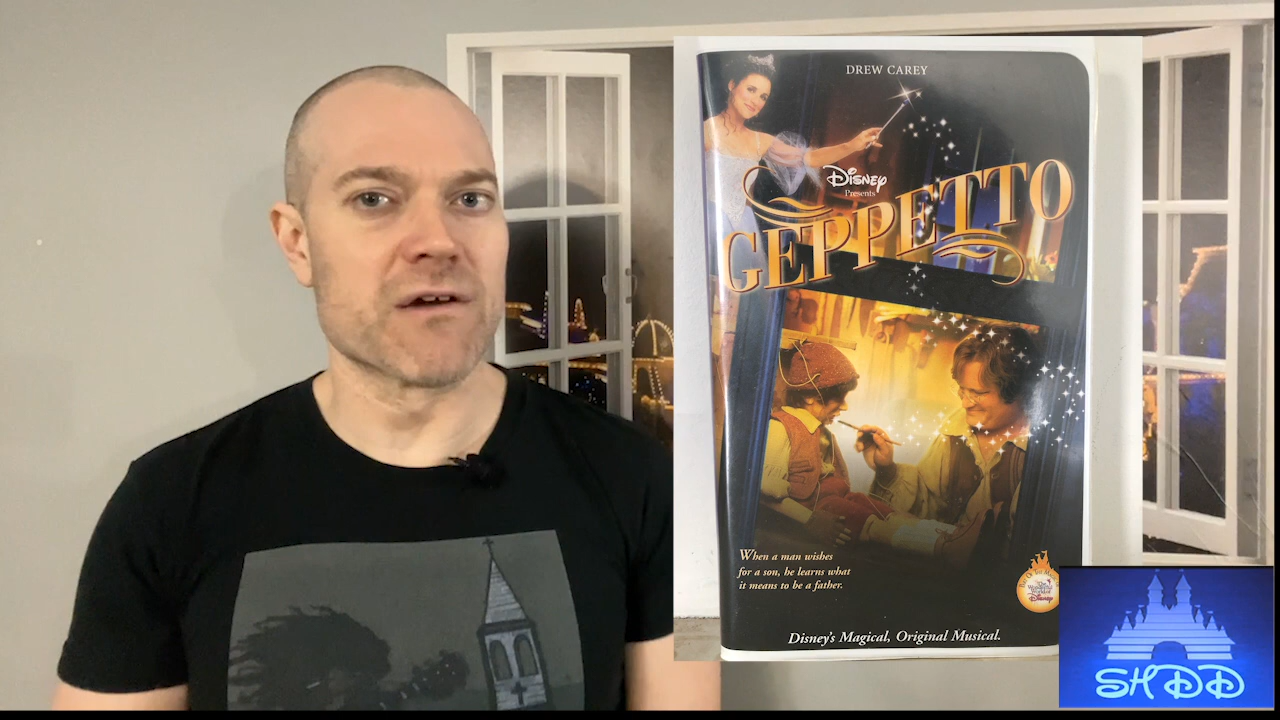 DREW CAREY
Disney
Presents
GEPPETTO
When a man wishes
for a son, he learns what
it means to be a father.
Disney's Magical, Original Musical.
SHDD